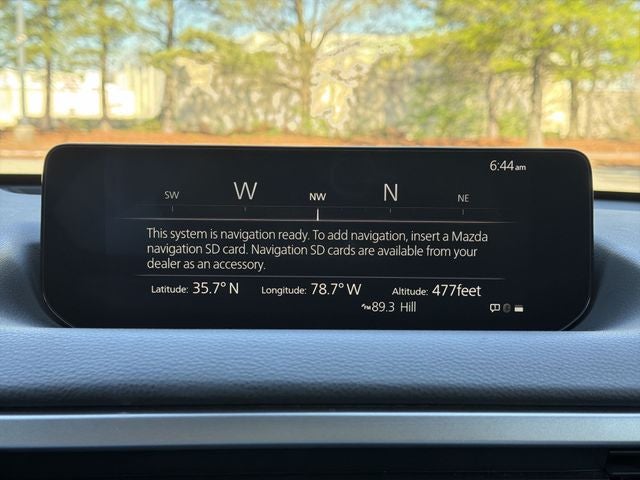 6:44am
SW W NW N NE
This system is navigation ready. To add navigation, insert a Mazda
navigation SD card. Navigation SD cards are available from your
dealer as an accessory.
Latitude: 35.7° N Longitude: 78.7° W Altitude: 477feet
FM 89.3 Hill